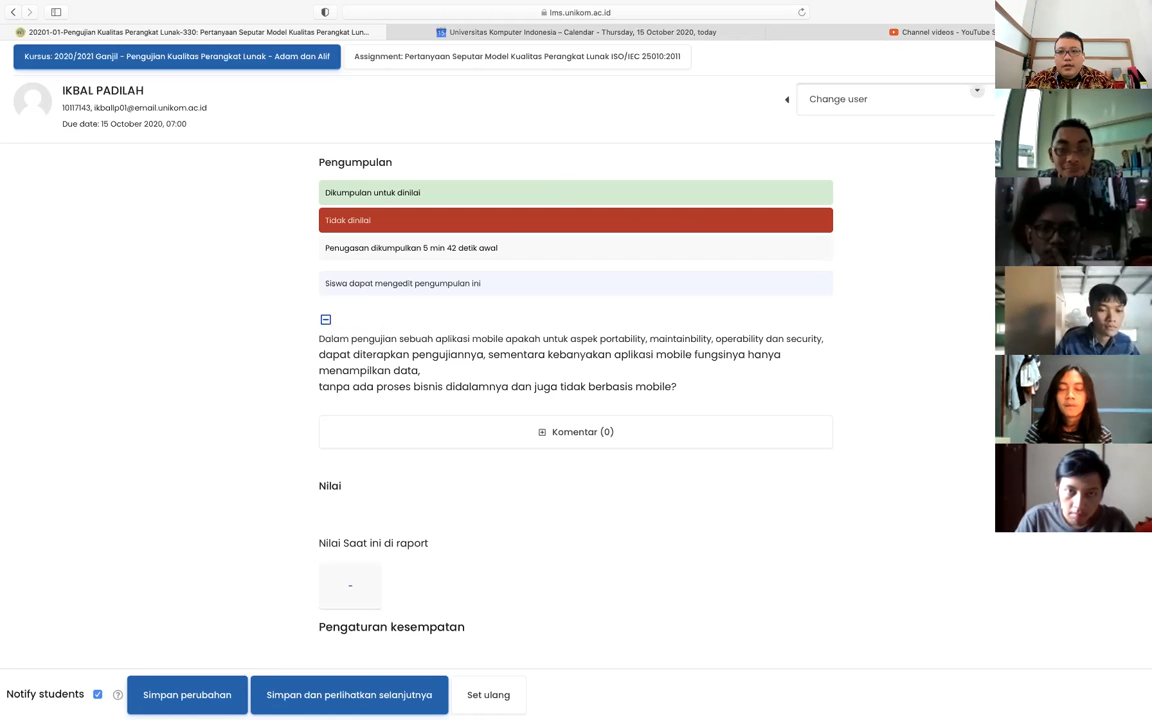 lms.unikom.ac.id
20201-01-Pengujian Kualitas Perangkat Lunak-330: Pertanyaan Seputar Model Kualitas Perangkat Lun...
15 Universitas Komputer Indonesia – Calendar - Thursday, 15 October 2020, today
Channel videos - YouTube S
Kursus: 2020/2021 Ganjil - Pengujian Kualitas Perangkat Lunak - Adam dan Alif
Assignment: Pertanyaan Seputar Model Kualitas Perangkat Lunak ISO/IEC 25010:2011
IKBAL PADILAH
10117143, ikballp01@email.unikom.ac.id
Due date: 15 October 2020, 07:00
Change user
Pengumpulan
Dikumpulan untuk dinilai
Tidak dinilai
Penugasan dikumpulkan 5 min 42 detik awal
Siswa dapat mengedit pengumpulan ini
Dalam pengujian sebuah aplikasi mobile apakah untuk aspek portability, maintainbility, operability dan security,
dapat diterapkan pengujiannya, sementara kebanyakan aplikasi mobile fungsinya hanya
menampilkan data,
tanpa ada proses bisnis didalamnya dan juga tidak berbasis mobile?
Komentar (0)
Nilai
Nilai Saat ini di raport
-
Pengaturan kesempatan
Notify students
Simpan perubahan
Simpan dan perlihatkan selanjutnya
Set ulang